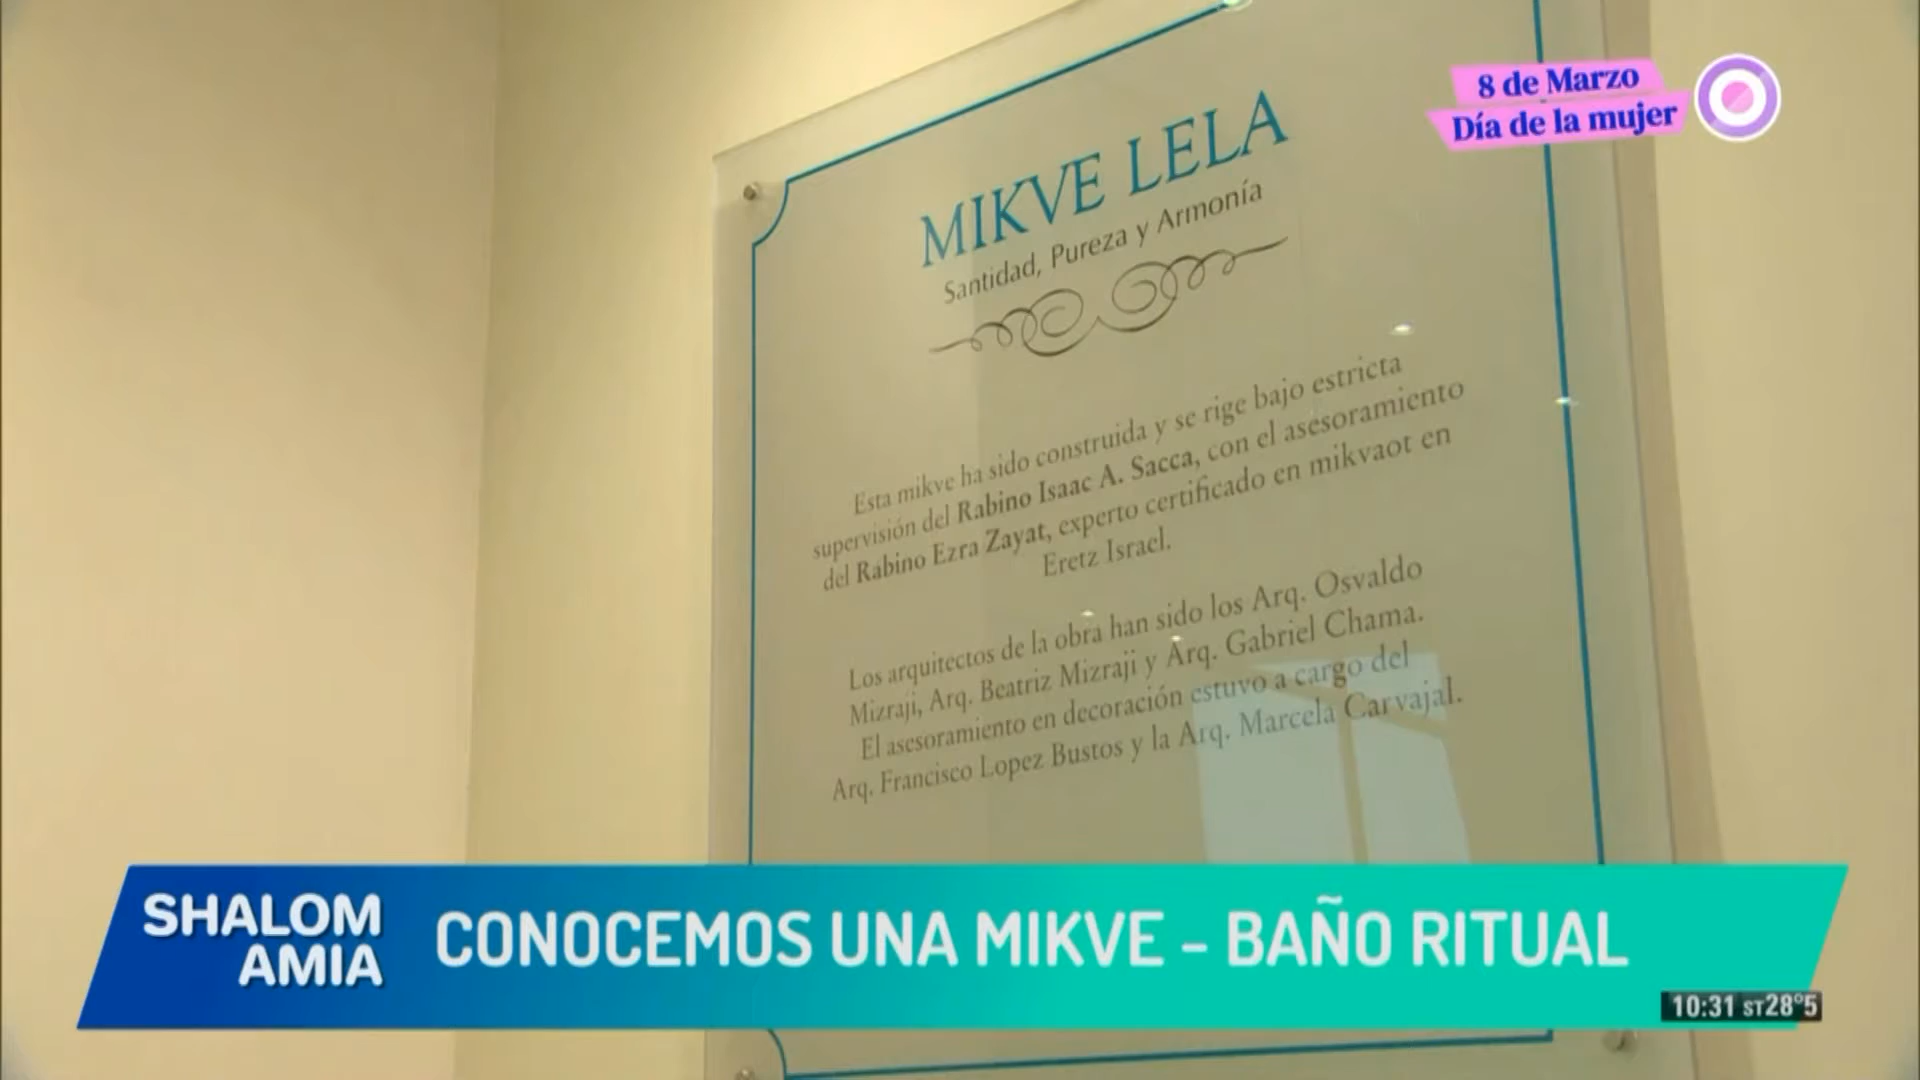 8 de Marzo
Día de la mujer
MIKVE LELA
Santidad, Pureza y Armonía
Esta mikve ha sido construida y se rige bajo estricta
supervisión del Rabino Isaac A. Sacca, con el asesoramiento
del Rabino Ezra Zayat, experto certificado en mikvaot en
Eretz Israel.
Los arquitectos de la obra han sido los Arq. Osvaldo
Mizraji, Arq. Beatriz Mizraji y Arq. Gabriel Chama.
El asesoramiento en decoración estuvo a cargo del
Arq. Francisco Lopez Bustos y la Arq. Marcela Carvajal.
SHALOM
AMIA
CONOCEMOS UNA MIKVE - BAÑO RITUAL
10:31 ST28°5